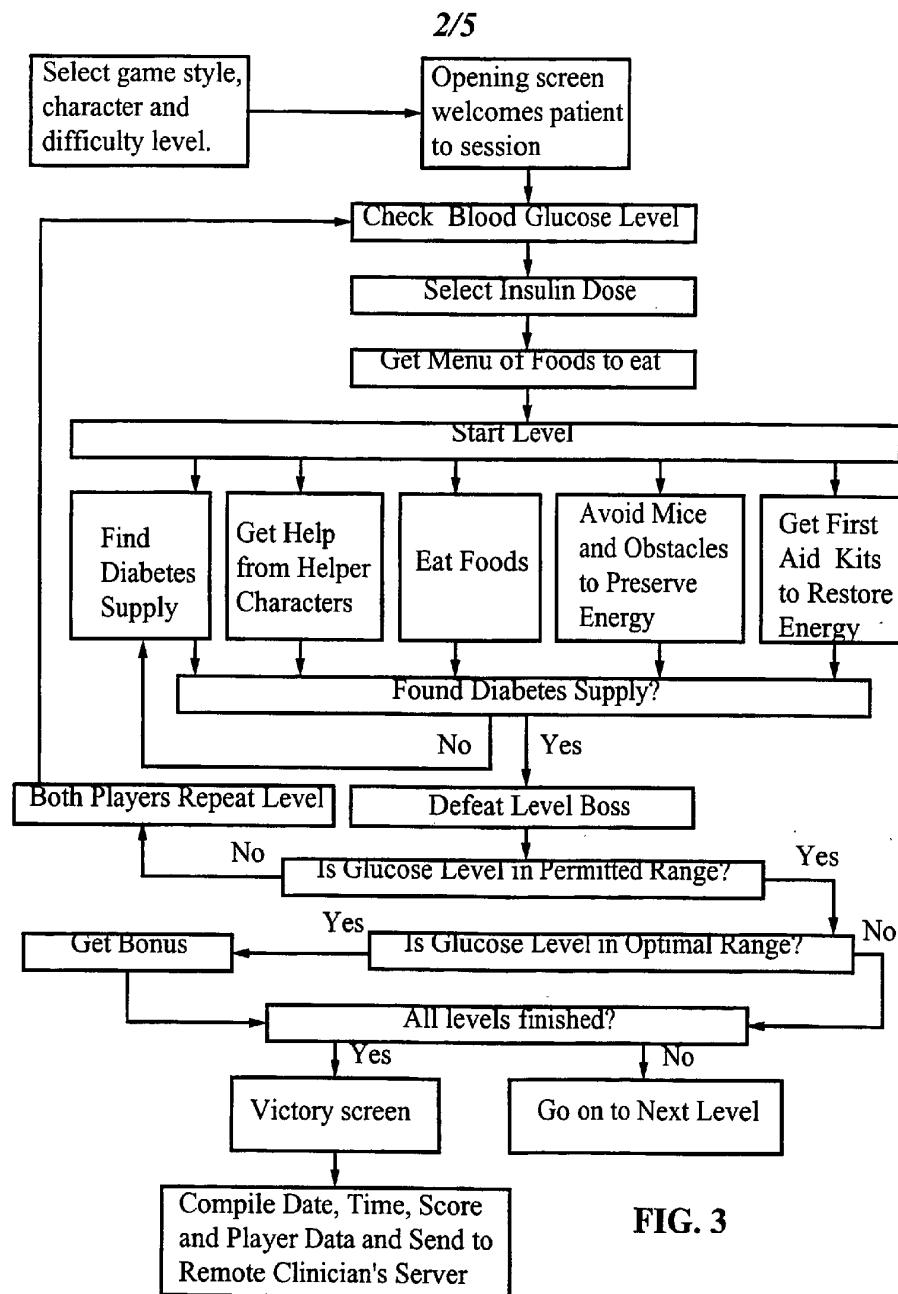 2/5
Select game style,
character and
difficulty level.
Opening screen
welcomes patient
to session
Check Blood Glucose Level
Select Insulin Dose
Get Menu of Foods to eat
Start Level
Find
Diabetes
Supply
Get Help
from Helper
Characters
Eat Foods
Avoid Mice
and Obstacles
to Preserve
Energy
Get First
Aid Kits
to Restore
Energy
Found Diabetes Supply?
No
Yes
Both Players Repeat Level
Defeat Level Boss
No
Is Glucose Level in Permitted Range?
Yes
Yes
Get Bonus
Is Glucose Level in Optimal Range?
No
All levels finished?
Yes
No
Victory screen
Go on to Next Level
Compile Date, Time, Score
and Player Data and Send to
Remote Clinician's Server
FIG. 3